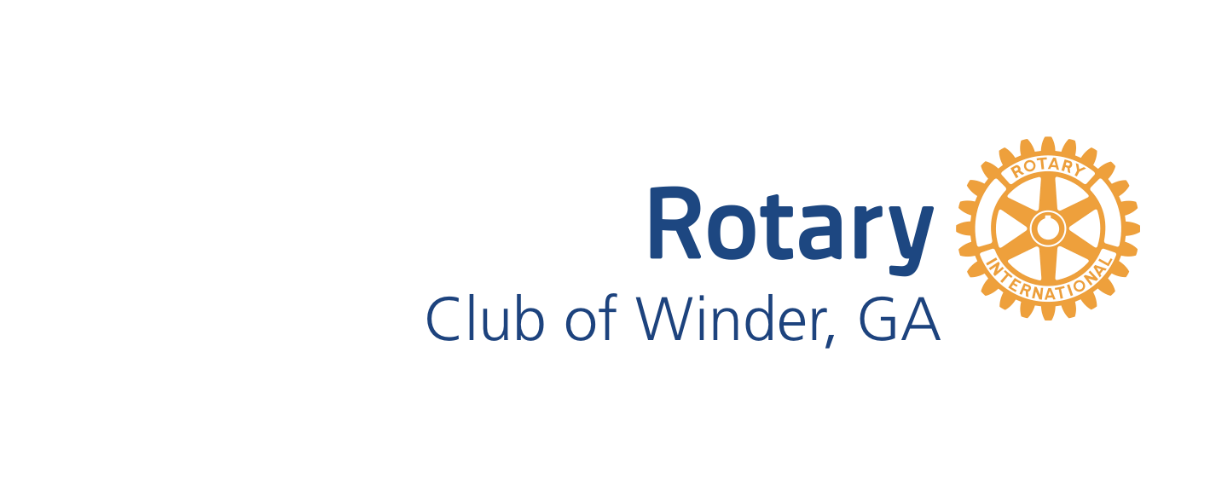 Rotary
Club of Winder, GA
ROTARY
INTERNATIONAL